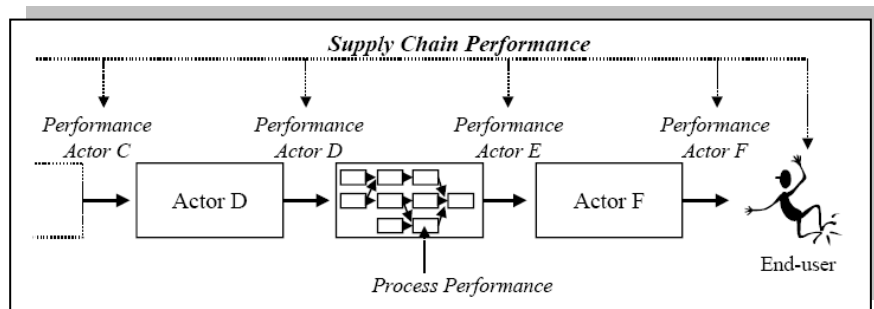 Supply Chain Performance
Performance Performance Performance Performance
Actor C Actor D Actor E Actor F
Actor D Actor F
End-user
Process Performance